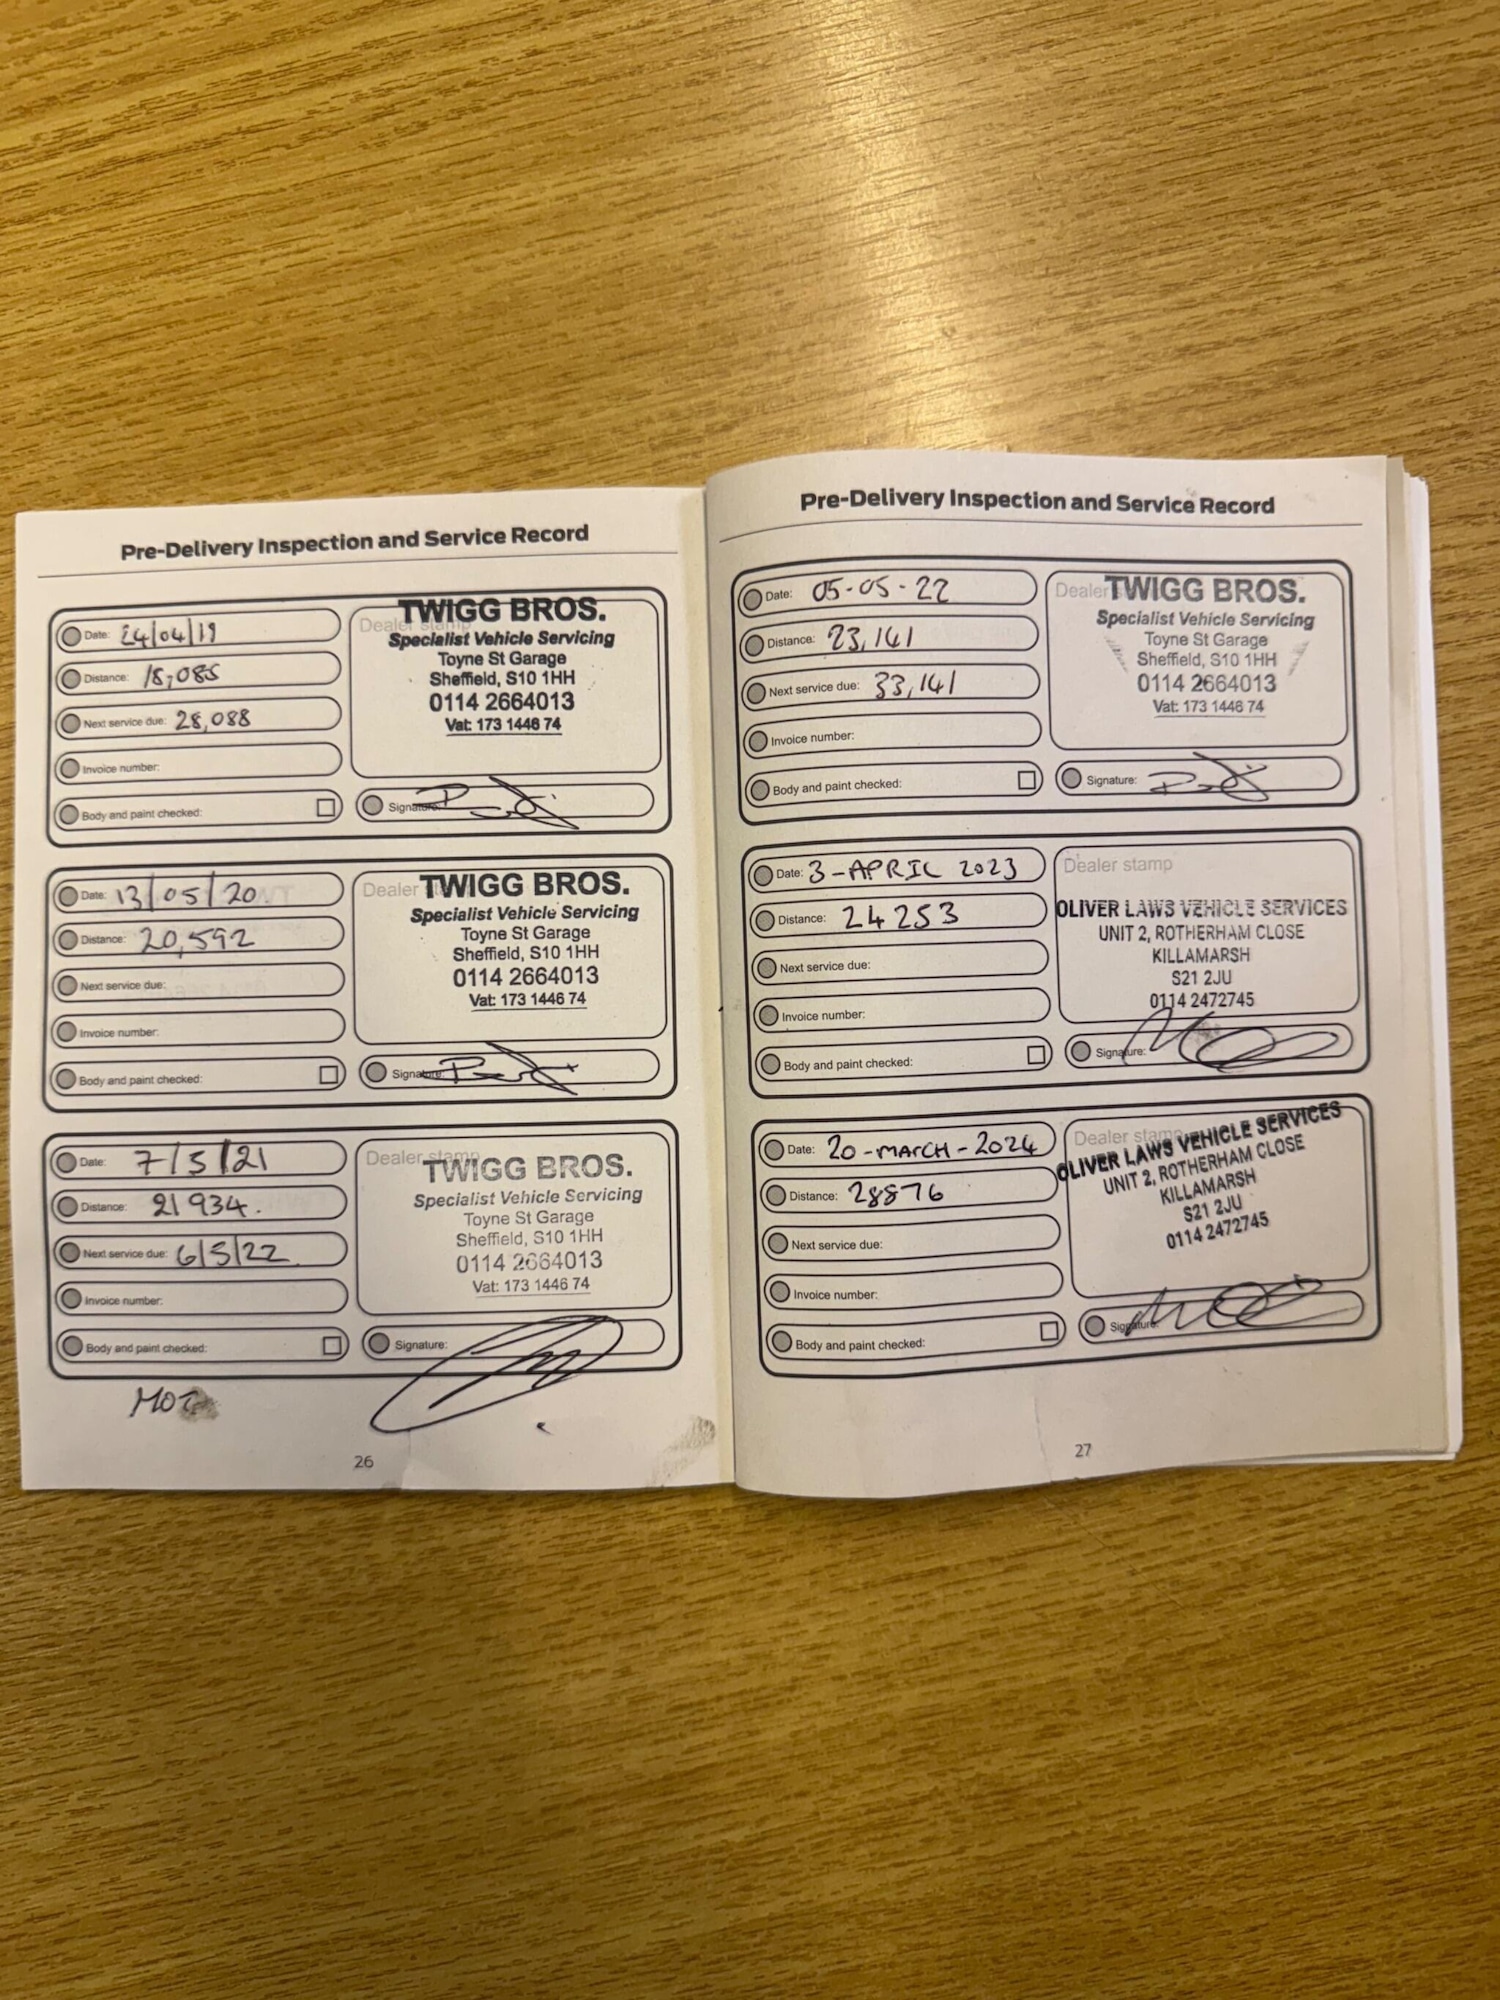 Pre-Delivery Inspection and Service Record
Date: 24/04/19
Distance: 18,085
Next service due: 28,088
Invoice number:
Body and paint checked:
Dealer stamp
TWIGG BROS.
Specialist Vehicle Servicing
Toyne St Garage
Sheffield, S10 1HH
0114 2664013
Vat: 173 1446 74
Signature:
Date: 13/05/20
Distance: 20,592
Next service due:
Invoice number:
Body and paint checked:
Dealer stamp
TWIGG BROS.
Specialist Vehicle Servicing
Toyne St Garage
Sheffield, S10 1HH
0114 2664013
Vat: 173 1446 74
Signature:
Date: 7/5/21
Distance: 21934.
Next service due: 6/5/22
Invoice number:
Body and paint checked:
Dealer stamp
TWIGG BROS.
Specialist Vehicle Servicing
Toyne St Garage
Sheffield, S10 1HH
0114 2664013
Vat: 173 1446 74
Signature:
MOT
26
Pre-Delivery Inspection and Service Record
Date: 05-05-22
Distance: 23,141
Next service due: 33,141
Invoice number:
Body and paint checked:
Dealer
TWIGG BROS.
Specialist Vehicle Servicing
Toyne St Garage
Sheffield, S10 1HH
0114 2664013
Vat: 173 1446 74
Signature:
Date: 3-APRIL 2023
Distance: 24253
Next service due:
Invoice number:
Body and paint checked:
Dealer stamp
OLIVER LAWS VEHICLE SERVICES
UNIT 2, ROTHERHAM CLOSE
KILLAMARSH
S21 2JU
0114 2472745
Signature:
Date: 20-MARCH-2024
Distance: 28876
Next service due:
Invoice number:
Body and paint checked:
Dealer stamp
OLIVER LAWS VEHICLE SERVICES
UNIT 2, ROTHERHAM CLOSE
KILLAMARSH
S21 2JU
0114 2472745
Signature:
27